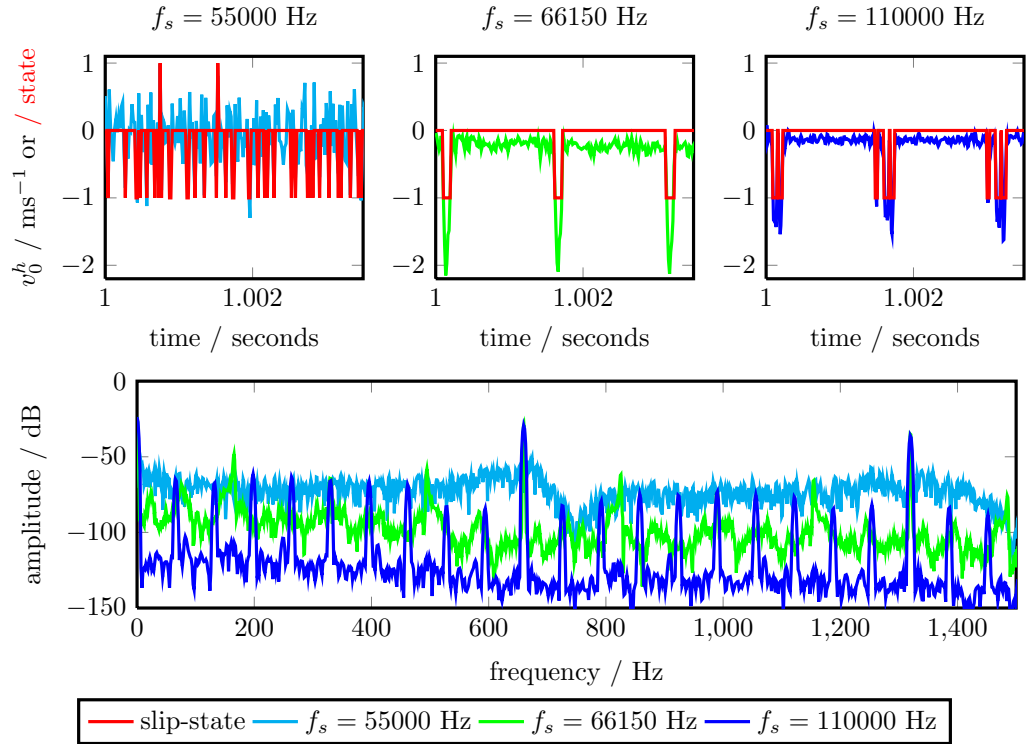 f_s = 55000 Hz
f_s = 66150 Hz
f_s = 110000 Hz
v_0^h / ms^−1 or / state
1
0
−1
−2
1
1.002
time / seconds
1
0
−1
−2
1
1.002
time / seconds
1
0
−1
−2
1
1.002
time / seconds
amplitude / dB
0
−50
−100
−150
0 200 400 600 800 1,000 1,200 1,400
frequency / Hz
slip-state f_s = 55000 Hz f_s = 66150 Hz f_s = 110000 Hz